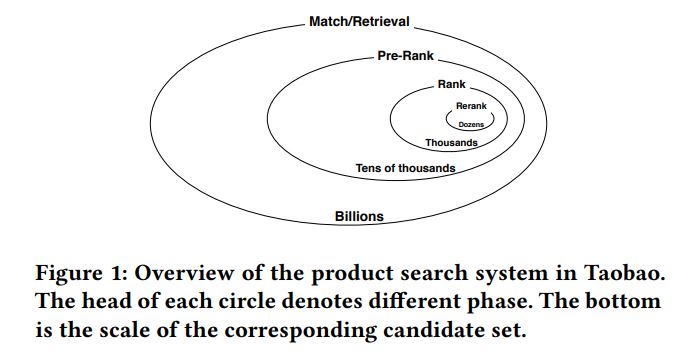 Match/Retrieval
Pre-Rank
Rank
Rerank
Dozens
Thousands
Tens of thousands
Billions
Figure 1: Overview of the product search system in Taobao.
The head of each circle denotes different phase. The bottom
is the scale of the corresponding candidate set.